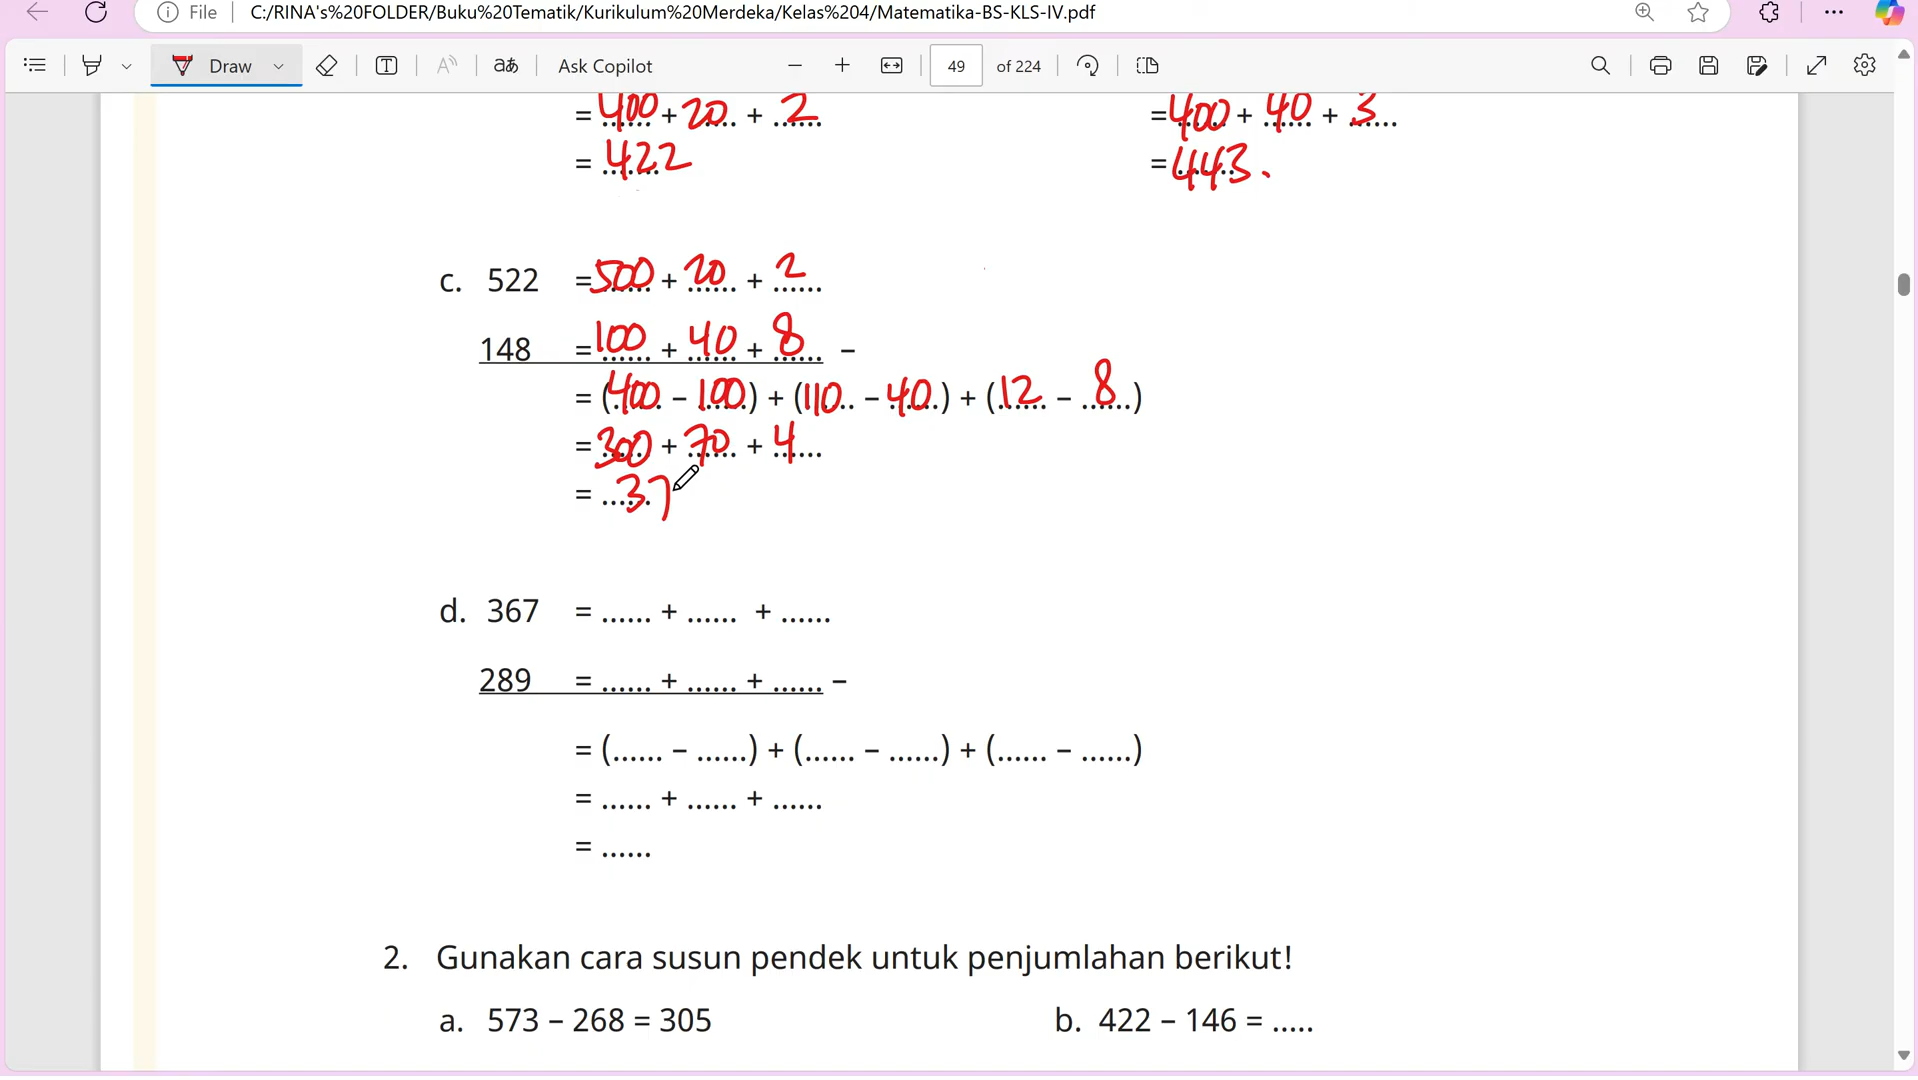 File C:/RINA's%20FOLDER/Buku%20Tematik/Kurikulum%20Merdeka/Kelas%204/Matematika-BS-KLS-IV.pdf
Draw T A aあ Ask Copilot 49 of 224
= 400 + 20 + 2 = 400 + 40 + 3
= 422 = 443.
c. 522 = 500 + 20 + 2
148 = 100 + 40 + 8 –
= (400 – 100) + (110 – 40) + (12 – 8)
= 300 + 70 + 4
= ...... 37
d. 367 = ...... + ...... + ......
289 = ...... + ...... + ...... –
= (...... – ......) + (...... – ......) + (...... – ......)
= ...... + ...... + ......
= ......
2. Gunakan cara susun pendek untuk penjumlahan berikut!
a. 573 – 268 = 305 b. 422 – 146 = .....